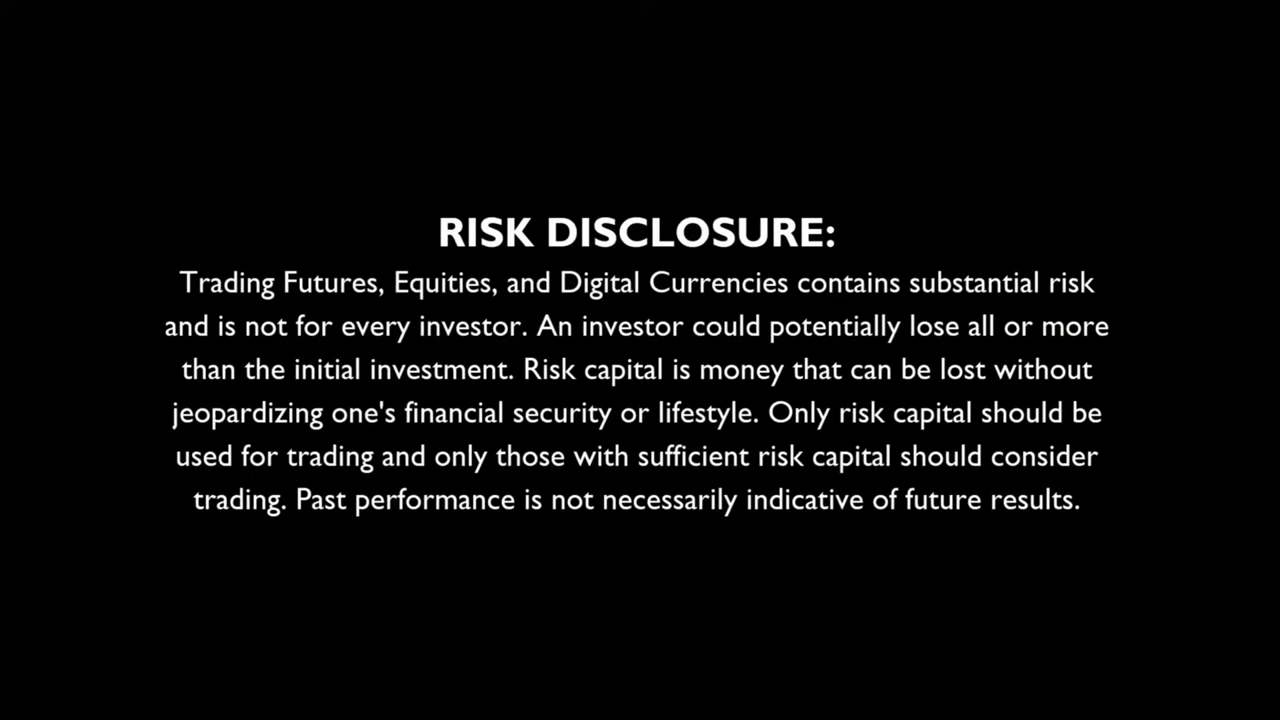 RISK DISCLOSURE:
Trading Futures, Equities, and Digital Currencies contains substantial risk
and is not for every investor. An investor could potentially lose all or more
than the initial investment. Risk capital is money that can be lost without
jeopardizing one's financial security or lifestyle. Only risk capital should be
used for trading and only those with sufficient risk capital should consider
trading. Past performance is not necessarily indicative of future results.